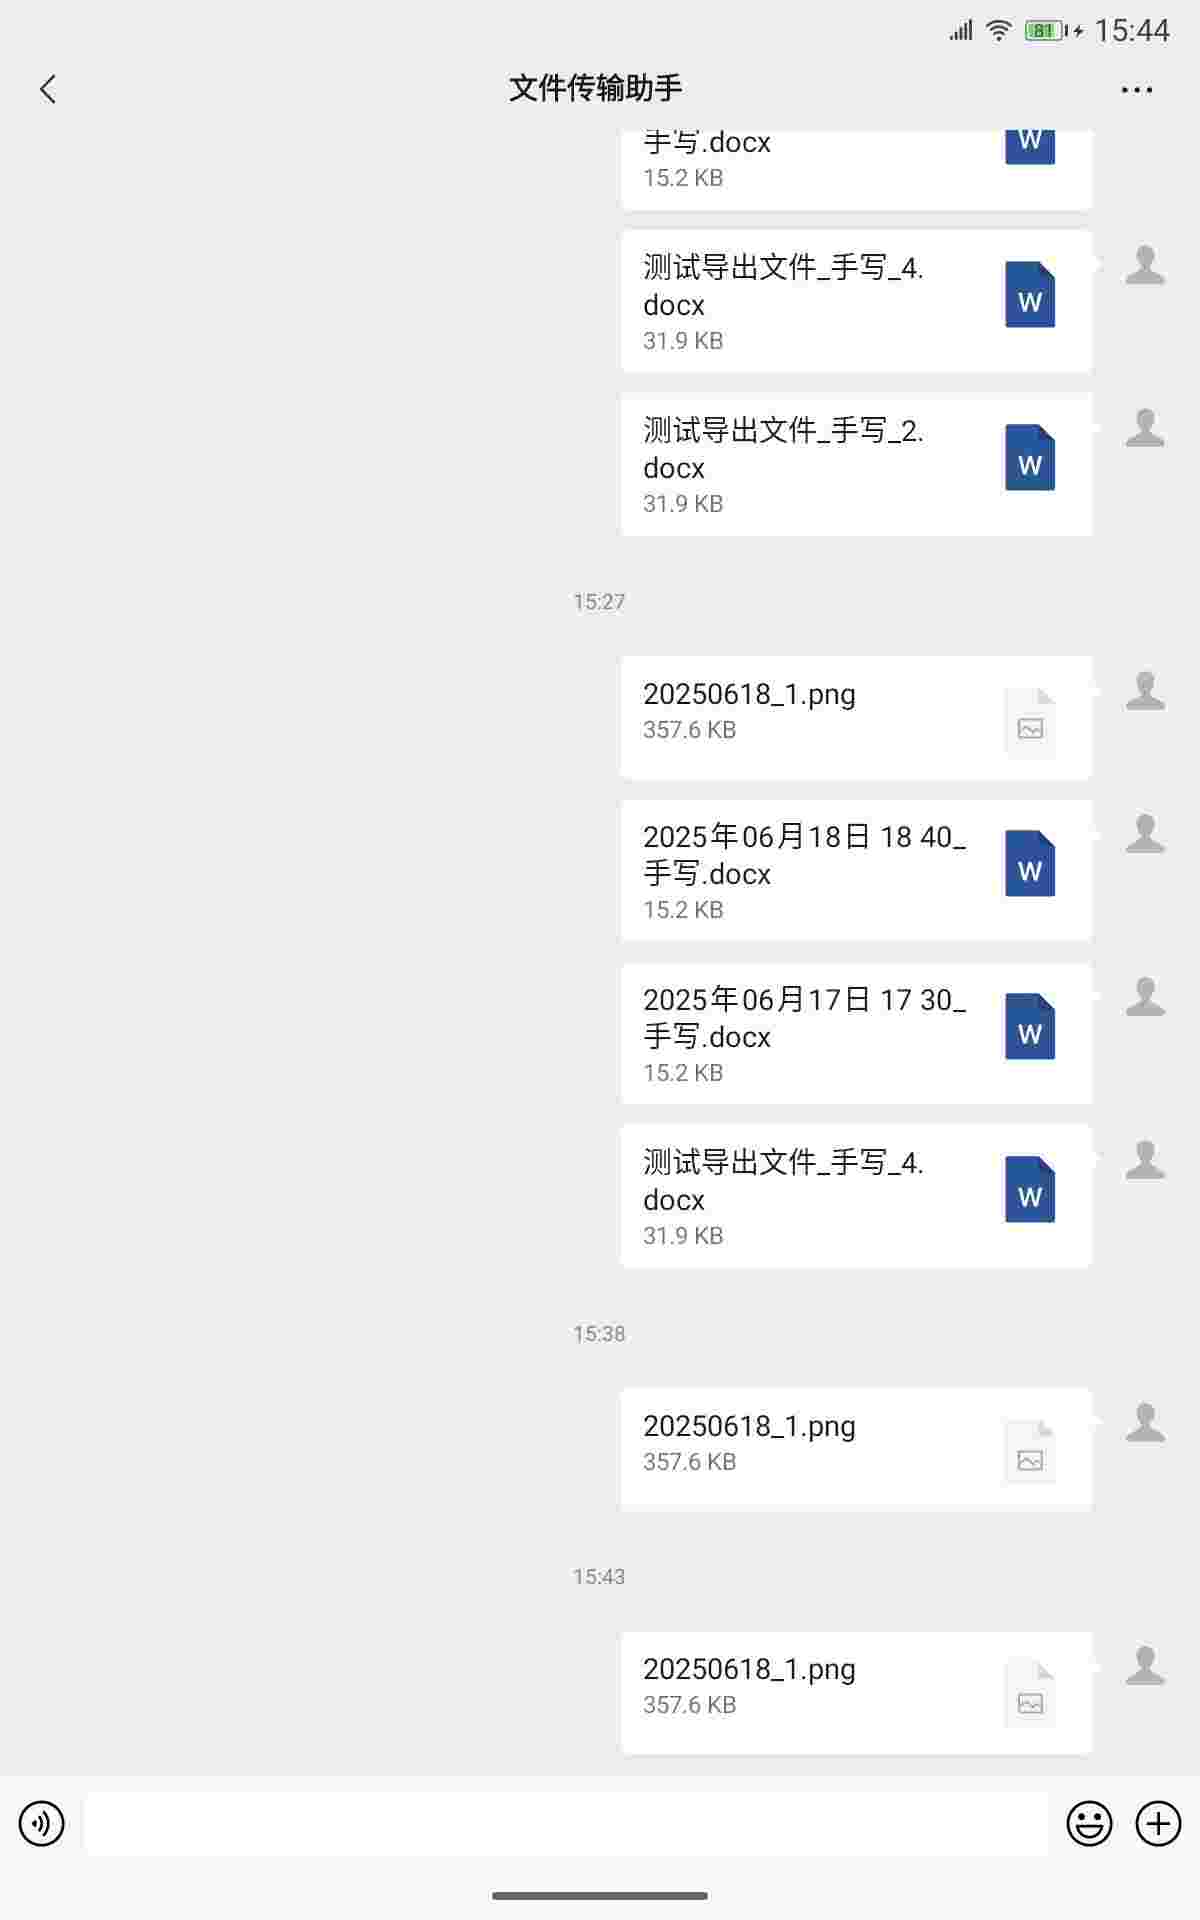 81 15:44
文件传输助手
手写.docx
W
15.2 KB
测试导出文件_手写_4.
docx
W
31.9 KB
测试导出文件_手写_2.
docx
W
31.9 KB
15:27
20250618_1.png
357.6 KB
2025年06月18日 18 40_
手写.docx
W
15.2 KB
2025年06月17日 17 30_
手写.docx
W
15.2 KB
测试导出文件_手写_4.
docx
W
31.9 KB
15:38
20250618_1.png
357.6 KB
15:43
20250618_1.png
357.6 KB